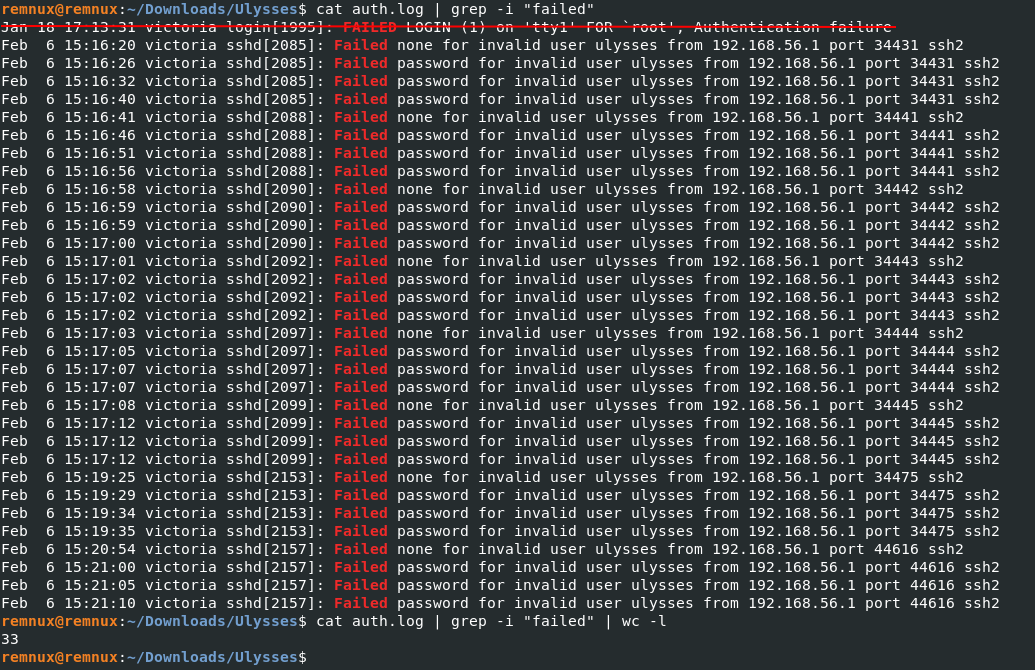 remnux@remnux:~/Downloads/Ulysses$ cat auth.log | grep -i "failed"
Jan 18 17:13:31 victoria login[1995]: FAILED LOGIN (1) on 'tty1' FOR `root', Authentication failure
Feb  6 15:16:20 victoria sshd[2085]: Failed none for invalid user ulysses from 192.168.56.1 port 34431 ssh2
Feb  6 15:16:26 victoria sshd[2085]: Failed password for invalid user ulysses from 192.168.56.1 port 34431 ssh2
Feb  6 15:16:32 victoria sshd[2085]: Failed password for invalid user ulysses from 192.168.56.1 port 34431 ssh2
Feb  6 15:16:40 victoria sshd[2085]: Failed password for invalid user ulysses from 192.168.56.1 port 34431 ssh2
Feb  6 15:16:41 victoria sshd[2088]: Failed none for invalid user ulysses from 192.168.56.1 port 34441 ssh2
Feb  6 15:16:46 victoria sshd[2088]: Failed password for invalid user ulysses from 192.168.56.1 port 34441 ssh2
Feb  6 15:16:51 victoria sshd[2088]: Failed password for invalid user ulysses from 192.168.56.1 port 34441 ssh2
Feb  6 15:16:56 victoria sshd[2088]: Failed password for invalid user ulysses from 192.168.56.1 port 34441 ssh2
Feb  6 15:16:58 victoria sshd[2090]: Failed none for invalid user ulysses from 192.168.56.1 port 34442 ssh2
Feb  6 15:16:59 victoria sshd[2090]: Failed password for invalid user ulysses from 192.168.56.1 port 34442 ssh2
Feb  6 15:16:59 victoria sshd[2090]: Failed password for invalid user ulysses from 192.168.56.1 port 34442 ssh2
Feb  6 15:17:00 victoria sshd[2090]: Failed password for invalid user ulysses from 192.168.56.1 port 34442 ssh2
Feb  6 15:17:01 victoria sshd[2092]: Failed none for invalid user ulysses from 192.168.56.1 port 34443 ssh2
Feb  6 15:17:02 victoria sshd[2092]: Failed password for invalid user ulysses from 192.168.56.1 port 34443 ssh2
Feb  6 15:17:02 victoria sshd[2092]: Failed password for invalid user ulysses from 192.168.56.1 port 34443 ssh2
Feb  6 15:17:02 victoria sshd[2092]: Failed password for invalid user ulysses from 192.168.56.1 port 34443 ssh2
Feb  6 15:17:03 victoria sshd[2097]: Failed none for invalid user ulysses from 192.168.56.1 port 34444 ssh2
Feb  6 15:17:05 victoria sshd[2097]: Failed password for invalid user ulysses from 192.168.56.1 port 34444 ssh2
Feb  6 15:17:07 victoria sshd[2097]: Failed password for invalid user ulysses from 192.168.56.1 port 34444 ssh2
Feb  6 15:17:07 victoria sshd[2097]: Failed password for invalid user ulysses from 192.168.56.1 port 34444 ssh2
Feb  6 15:17:08 victoria sshd[2099]: Failed none for invalid user ulysses from 192.168.56.1 port 34445 ssh2
Feb  6 15:17:12 victoria sshd[2099]: Failed password for invalid user ulysses from 192.168.56.1 port 34445 ssh2
Feb  6 15:17:12 victoria sshd[2099]: Failed password for invalid user ulysses from 192.168.56.1 port 34445 ssh2
Feb  6 15:17:12 victoria sshd[2099]: Failed password for invalid user ulysses from 192.168.56.1 port 34445 ssh2
Feb  6 15:19:25 victoria sshd[2153]: Failed none for invalid user ulysses from 192.168.56.1 port 34475 ssh2
Feb  6 15:19:29 victoria sshd[2153]: Failed password for invalid user ulysses from 192.168.56.1 port 34475 ssh2
Feb  6 15:19:34 victoria sshd[2153]: Failed password for invalid user ulysses from 192.168.56.1 port 34475 ssh2
Feb  6 15:19:35 victoria sshd[2153]: Failed password for invalid user ulysses from 192.168.56.1 port 34475 ssh2
Feb  6 15:20:54 victoria sshd[2157]: Failed none for invalid user ulysses from 192.168.56.1 port 44616 ssh2
Feb  6 15:21:00 victoria sshd[2157]: Failed password for invalid user ulysses from 192.168.56.1 port 44616 ssh2
Feb  6 15:21:05 victoria sshd[2157]: Failed password for invalid user ulysses from 192.168.56.1 port 44616 ssh2
Feb  6 15:21:10 victoria sshd[2157]: Failed password for invalid user ulysses from 192.168.56.1 port 44616 ssh2
remnux@remnux:~/Downloads/Ulysses$ cat auth.log | grep -i "failed" | wc -l
33
remnux@remnux:~/Downloads/Ulysses$